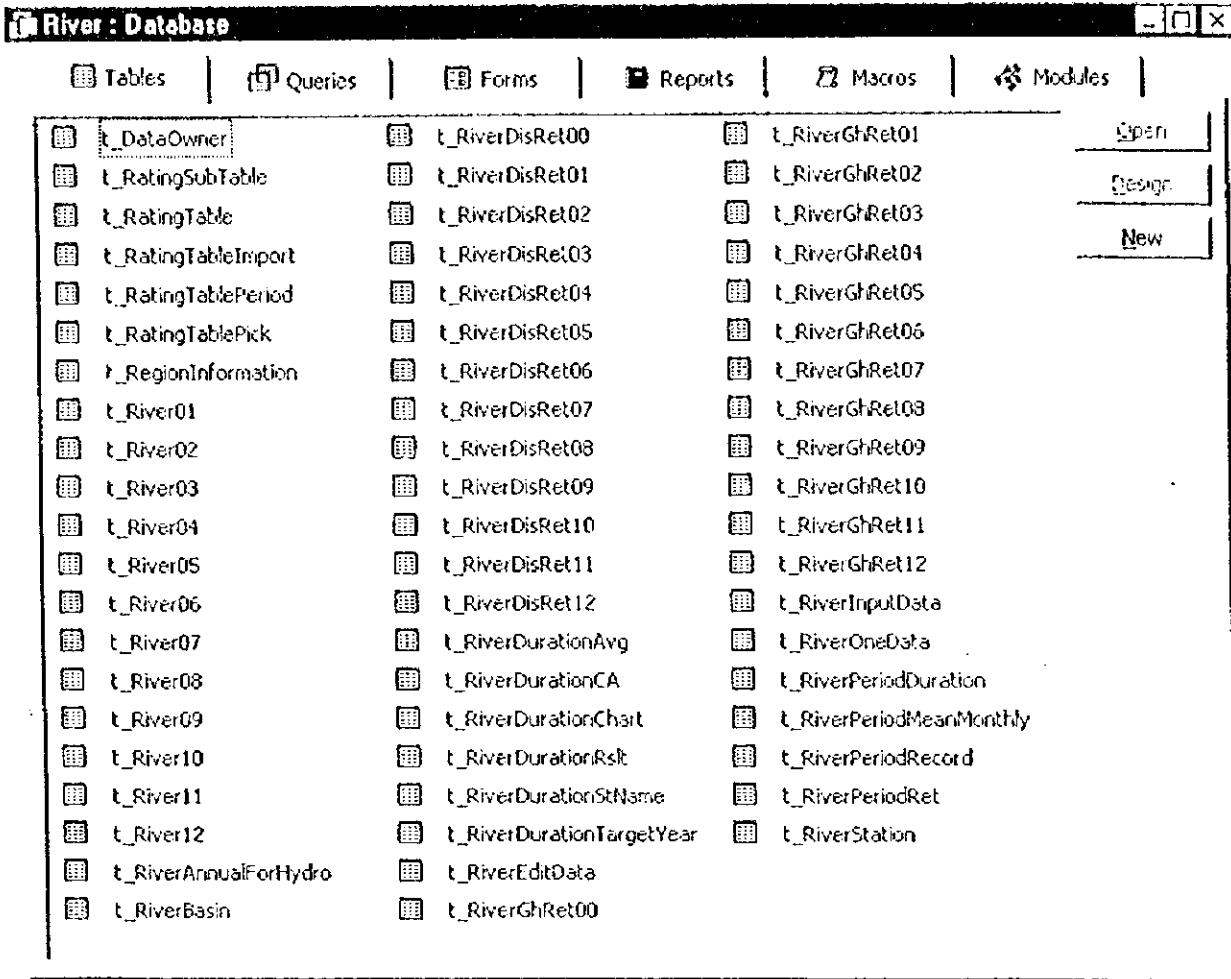 River : Database
Tables Queries Forms Reports Macros Modules
t_DataOwner
t_RatingSubTable
t_RatingTable
t_RatingTableImport
t_RatingTablePeriod
t_RatingTablePick
t_RegionInformation
t_River01
t_River02
t_River03
t_River04
t_River05
t_River06
t_River07
t_River08
t_River09
t_River10
t_River11
t_River12
t_RiverAnnualForHydro
t_RiverBasin
t_RiverDisRet00
t_RiverDisRet01
t_RiverDisRet02
t_RiverDisRet03
t_RiverDisRet04
t_RiverDisRet05
t_RiverDisRet06
t_RiverDisRet07
t_RiverDisRet08
t_RiverDisRet09
t_RiverDisRet10
t_RiverDisRet11
t_RiverDisRet12
t_RiverDurationAvg
t_RiverDurationCA
t_RiverDurationChart
t_RiverDurationRslt
t_RiverDurationStName
t_RiverDurationTargetYear
t_RiverEditData
t_RiverGhRet00
t_RiverGhRet01
t_RiverGhRet02
t_RiverGhRet03
t_RiverGhRet04
t_RiverGhRet05
t_RiverGhRet06
t_RiverGhRet07
t_RiverGhRet08
t_RiverGhRet09
t_RiverGhRet10
t_RiverGhRet11
t_RiverGhRet12
t_RiverInputData
t_RiverOneData
t_RiverPeriodDuration
t_RiverPeriodMeanMonthly
t_RiverPeriodRecord
t_RiverPeriodRet
t_RiverStation
Open
Design
New